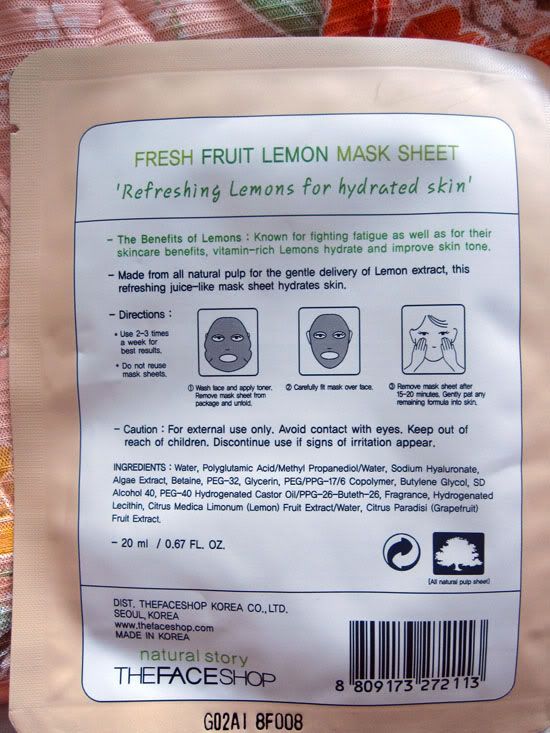 FRESH FRUIT LEMON MASK SHEET
'Refreshing Lemons for hydrated skin'
- The Benefits of Lemons : Known for fighting fatigue as well as for their
skincare benefits, vitamin-rich Lemons hydrate and improve skin tone.
- Made from all natural pulp for the gentle delivery of Lemon extract, this
refreshing juice-like mask sheet hydrates skin.
- Directions :
• Use 2-3 times
a week for
best results.
• Do not reuse
mask sheets.
① Wash face and apply toner.
Remove mask sheet from
package and unfold.
② Carefully fit mask over face.
③ Remove mask sheet after
15-20 minutes. Gently pat any
remaining formula into skin.
- Caution : For external use only. Avoid contact with eyes. Keep out of
reach of children. Discontinue use if signs of irritation appear.
INGREDIENTS : Water, Polyglutamic Acid/Methyl Propanediol/Water, Sodium Hyaluronate,
Algae Extract, Betaine, PEG-32, Glycerin, PEG/PPG-17/6 Copolymer, Butylene Glycol, SD
Alcohol 40, PEG-40 Hydrogenated Castor Oil/PPG-26-Buteth-26, Fragrance, Hydrogenated
Lecithin, Citrus Medica Limonum (Lemon) Fruit Extract/Water, Citrus Paradisi (Grapefruit)
Fruit Extract.
- 20 ml / 0.67 FL. OZ.
[All natural pulp sheet]
DIST. THEFACESHOP KOREA CO., LTD.
SEOUL, KOREA
www.thefaceshop.com
MADE IN KOREA
natural story
THEFACESHOP
8 809173 272113
G02A1 8F008